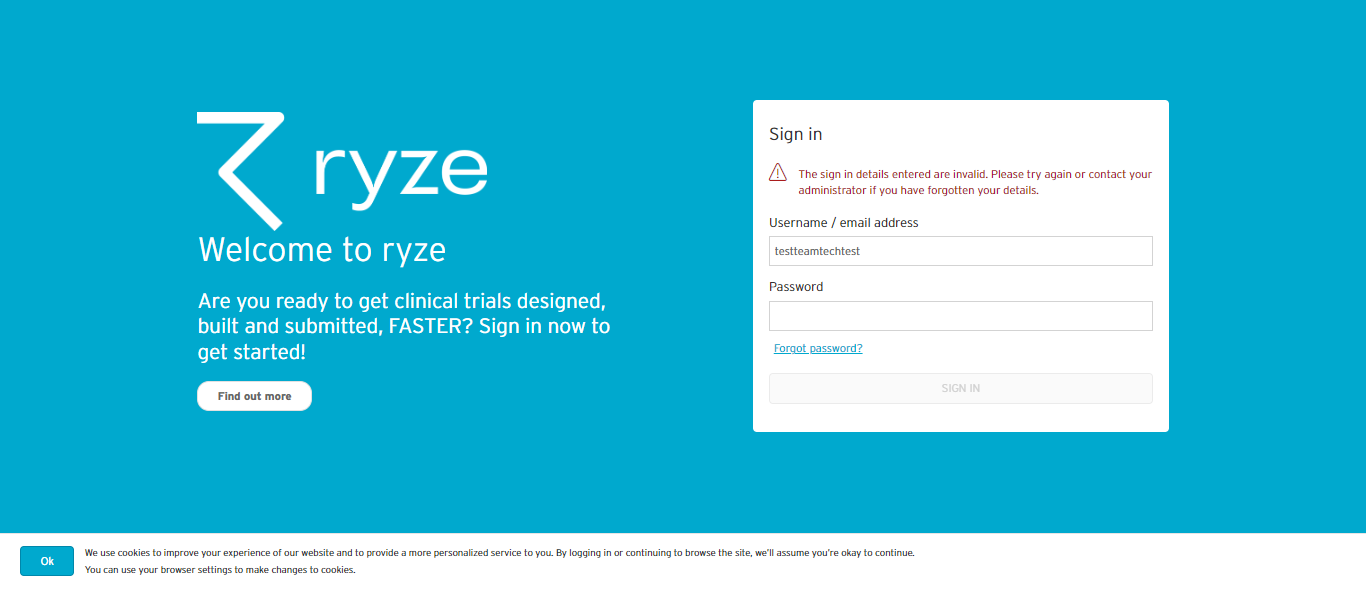 ryze
Welcome to ryze
Are you ready to get clinical trials designed,
built and submitted, FASTER? Sign in now to
get started!
Find out more
Sign in
The sign in details entered are invalid. Please try again or contact your
administrator if you have forgotten your details.
Username / email address
testteamtechtest
Password
Forgot password?
SIGN IN
Ok
We use cookies to improve your experience of our website and to provide a more personalized service to you. By logging in or continuing to browse the site, we'll assume you're okay to continue.
You can use your browser settings to make changes to cookies.